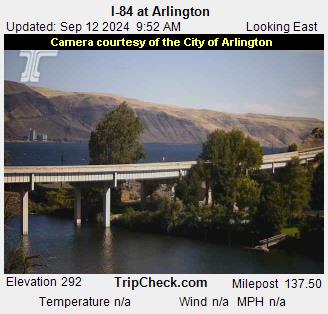 I-84 at Arlington
Updated: Sep 12 2024 9:52 AM Looking East
Camera courtesy of the City of Arlington
Elevation 292 TripCheck.com Milepost 137.50
Temperature n/a Wind n/a MPH n/a